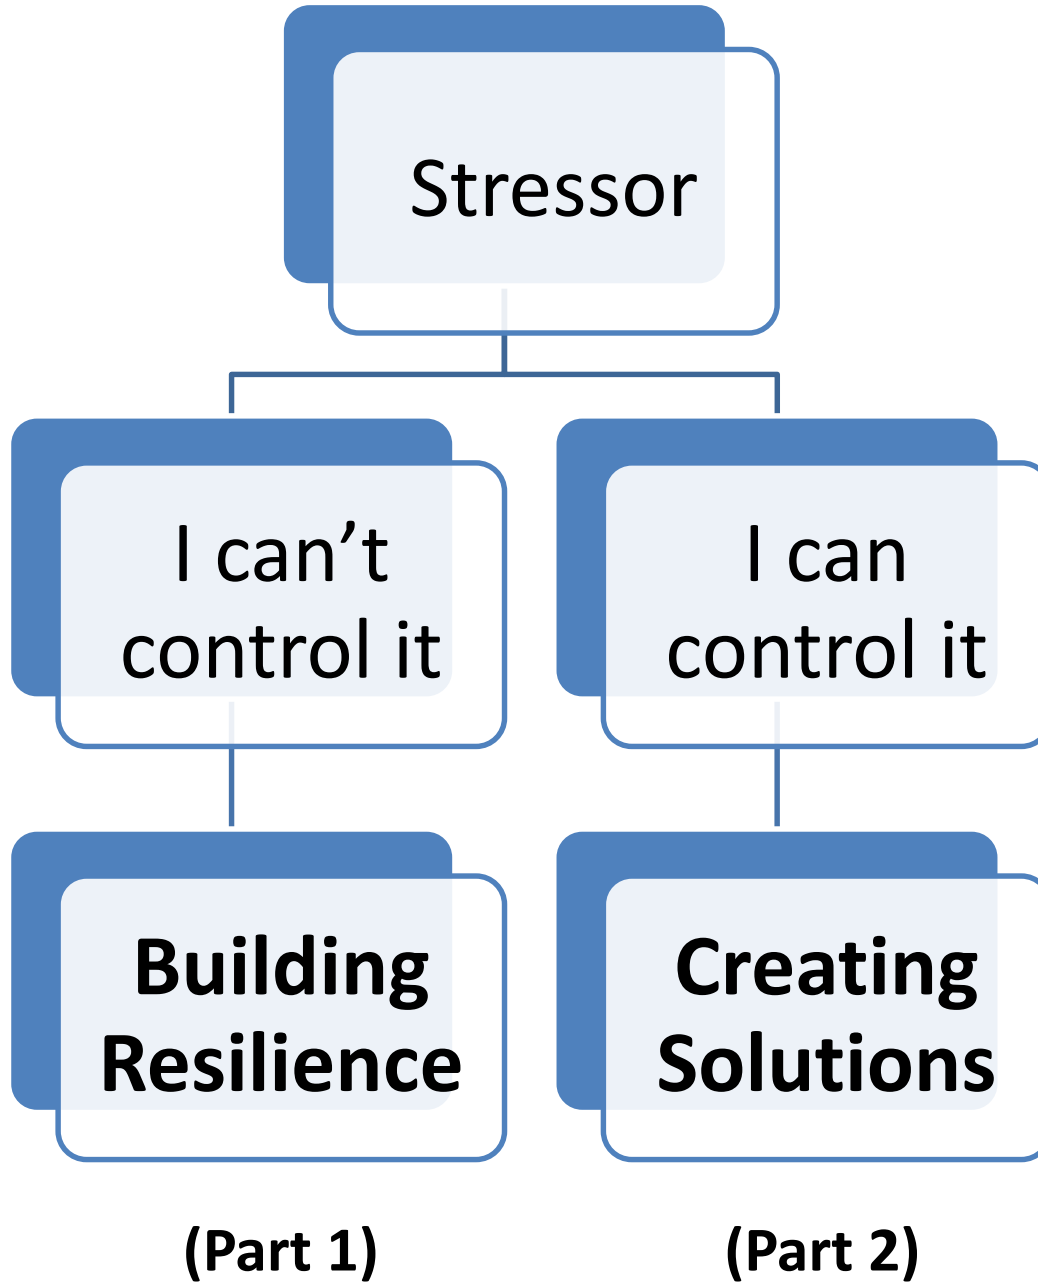 Stressor
I can’t
control it
I can
control it
Building
Resilience
Creating
Solutions
(Part 1)
(Part 2)